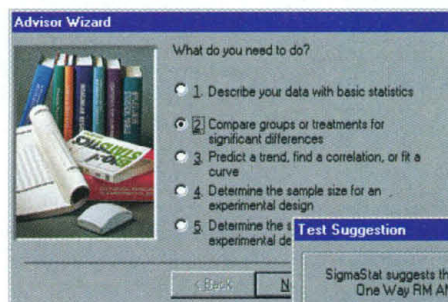 Advisor Wizard
What do you need to do?
1. Describe your data with basic statistics
2. Compare groups or treatments for
significant differences
3. Predict a trend, find a correlation, or fit a
curve
4. Determine the sample size for an
experimental design
5. Determine the s
experimental de
< Back
N
Test Suggestion
SigmaStat suggests th
One Way RM AN
STATISTICS